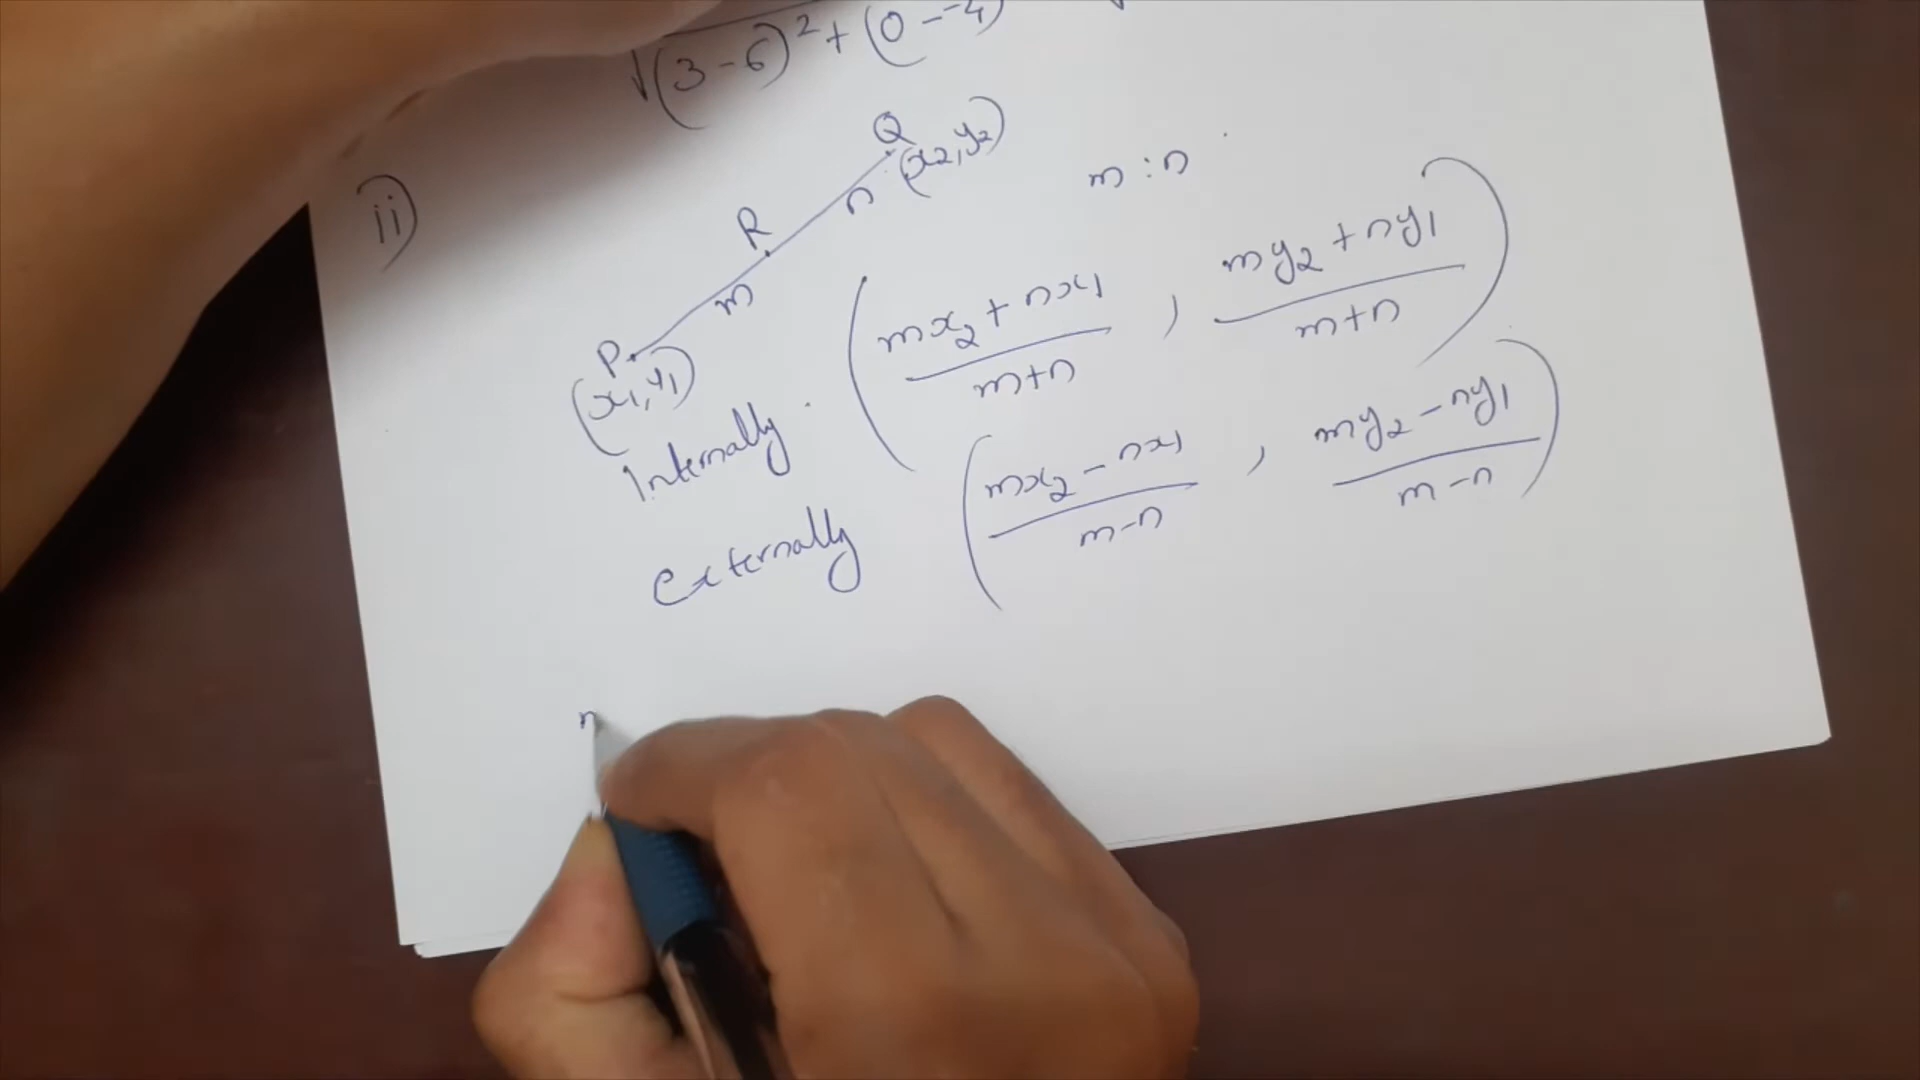 √(3-6)² + (0--4)
ii)
Q
(x₂, y₂)
m : n
R
n
m
P
(x₁, y₁)
Internally . (mx₂ + nx₁ / m+n , my₂ + ny₁ / m+n)
Externally (mx₂ - nx₁ / m-n , my₂ - ny₁ / m-n)